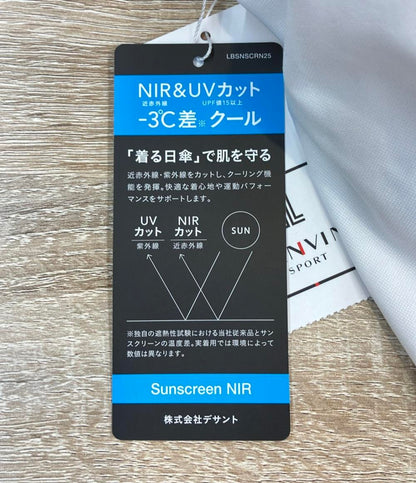 LBSNSCRN25
NIR&UVカット
近赤外線 UPF値15以上
-3℃差※クール
「着る日傘」で肌を守る
近赤外線・紫外線をカットし、クーリング機
能を発揮。快適な着心地や運動パフォー
マンスをサポートします。
UV カット 紫外線
NIR カット 近赤外線
SUN
※独自の遮熱性試験における当社従来品とサン
スクリーンの温度差。実着用では環境によって
数値は異なります。
Sunscreen NIR
株式会社デサント
SPORT